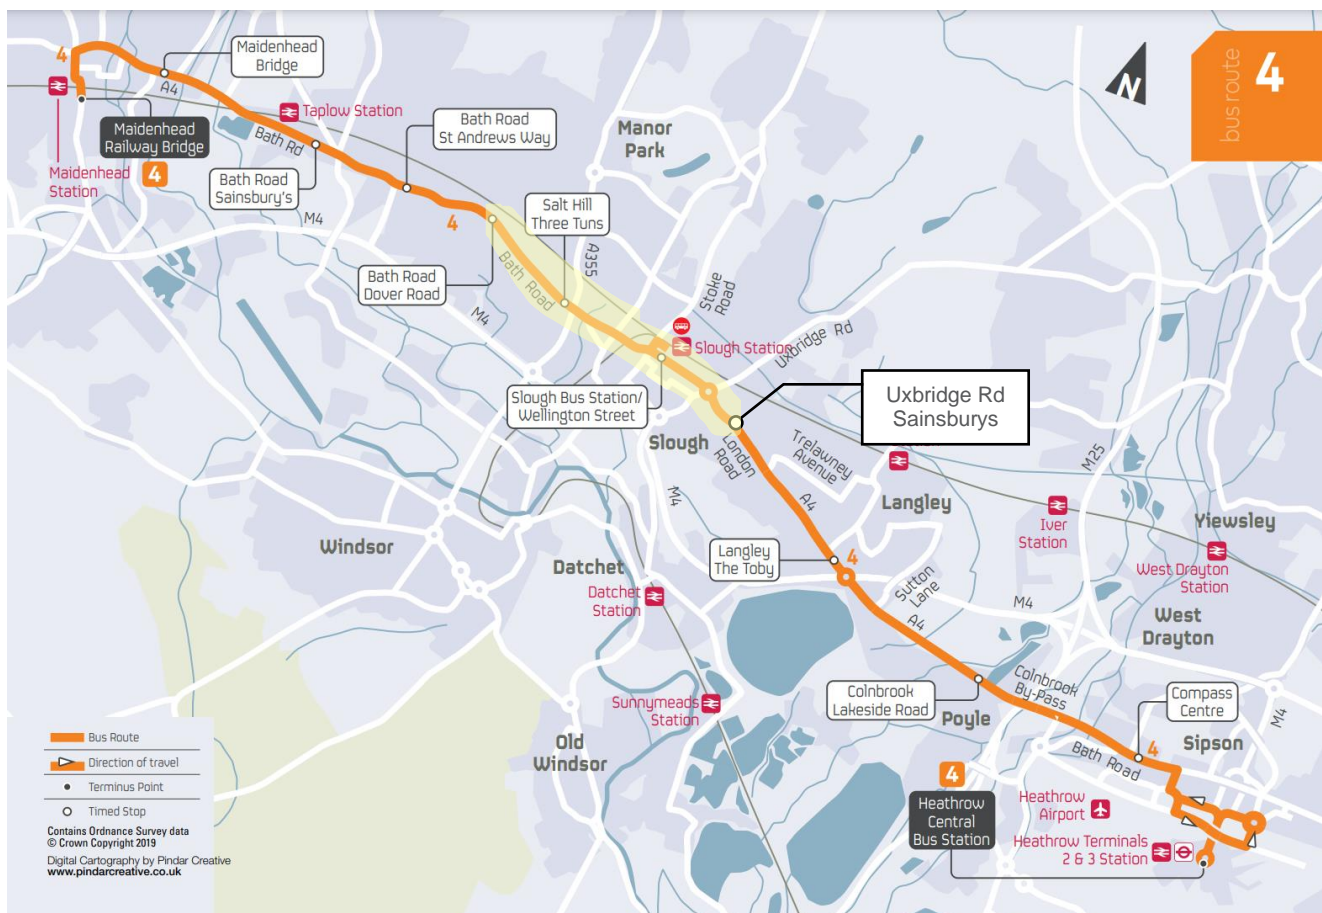 bus route
4
N
4
A4
Maidenhead
Bridge
Maidenhead
Railway Bridge
4
Maidenhead
Station
Taplow Station
Bath Rd
Bath Road
Sainsbury's
Bath Road
St Andrews Way
Manor
Park
M4
4
Salt Hill
Three Tuns
A355
Bath Road
Dover Road
Bath Road
M4
Stoke
Road
Slough Station
Uxbridge Rd
Slough Bus Station/
Wellington Street
Slough
Uxbridge Rd
Sainsburys
London
Road
Trelawney
Avenue
M4
A4
Langley
M25
Iver
Station
Yiewsley
West Drayton
Station
West
Drayton
Windsor
Datchet
Datchet
Station
Langley
The Toby
4
Sutton
Lane
A4
M4
Sunnymeads
Station
Old
Windsor
Colnbrook
Lakeside Road
Poyle
Colnbrook
By-Pass
Compass
Centre
M4
Sipson
4
Bath Road
4
Heathrow
Central
Bus Station
Heathrow
Airport
Heathrow Terminals
2 & 3 Station
Bus Route
Direction of travel
Terminus Point
Timed Stop
Contains Ordnance Survey data
© Crown Copyright 2019
Digital Cartography by Pindar Creative
www.pindarcreative.co.uk